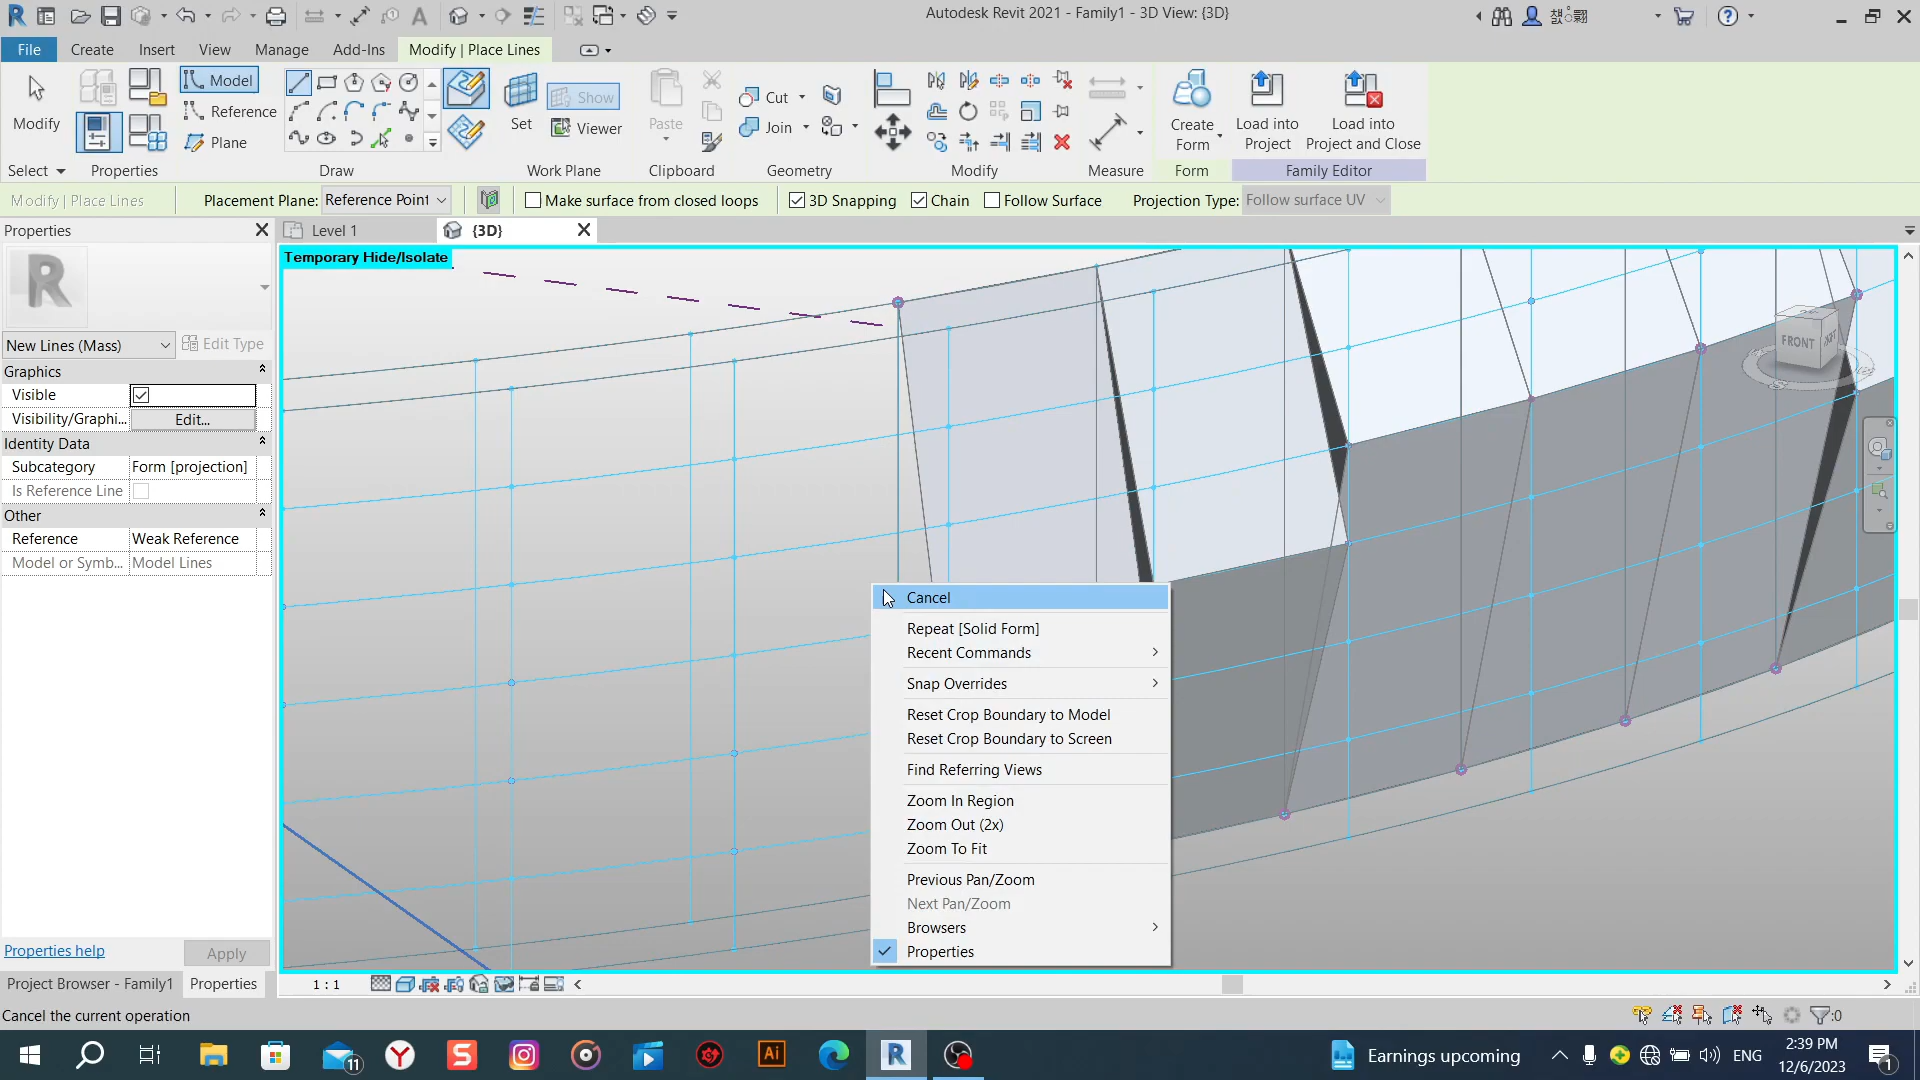 Autodesk Revit 2021 - Family1 - 3D View: {3D}
File Create Insert View Manage Add-Ins Modify | Place Lines
Modify
Model
Reference
Plane
Set
Show
Viewer
Paste
Cut
Join
Create Form
Load into Project
Load into Project and Close
Select Properties Draw Work Plane Clipboard Geometry Modify Measure Form Family Editor
Modify | Place Lines Placement Plane: Reference Point Make surface from closed loops 3D Snapping Chain Follow Surface Projection Type: Follow surface UV
Properties
Level 1
{3D}
Temporary Hide/Isolate
FRONT
R
New Lines (Mass) Edit Type
Graphics
Visible
Visibility/Graphi... Edit...
Identity Data
Subcategory Form [projection]
Is Reference Line
Other
Reference Weak Reference
Model or Symb... Model Lines
Cancel
Repeat [Solid Form]
Recent Commands
Snap Overrides
Reset Crop Boundary to Model
Reset Crop Boundary to Screen
Find Referring Views
Zoom In Region
Zoom Out (2x)
Zoom To Fit
Previous Pan/Zoom
Next Pan/Zoom
Browsers
Properties
Properties help Apply
Project Browser - Family1 Properties
1 : 1
Cancel the current operation
:0
11
Y
S
Ai
R
Earnings upcoming
ENG
2:39 PM
12/6/2023
1